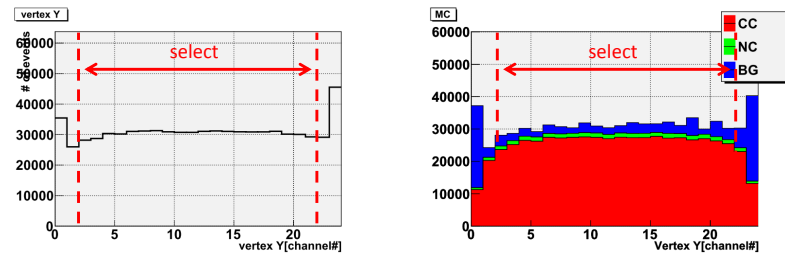 vertex Y
# of events
60000
50000
40000
30000
20000
10000
0
select
0
5
10
15
20
vertex Y[channel#]
MC
60000
50000
40000
30000
20000
10000
0
select
CC
NC
BG
0
5
10
15
20
Vertex Y[channel#]